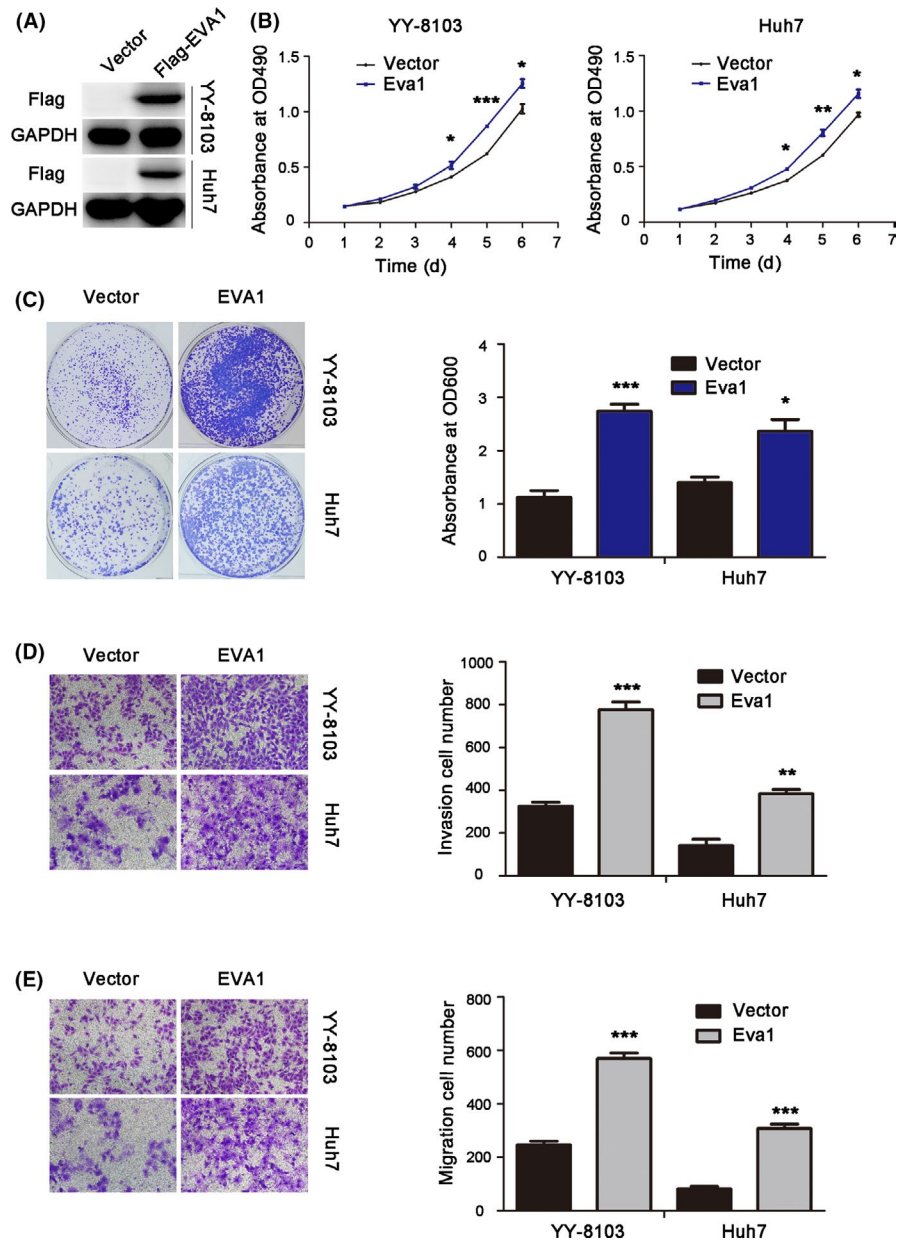 (A)
Vector
Flag-EVA1
Flag
GAPDH
YY-8103
Flag
GAPDH
Huh7
(B)
YY-8103
Vector
Eva1
Absorbance at OD490
1.5
1.0
0.5
0
*
***
*
0 1 2 3 4 5 6 7
Time (d)
Huh7
Vector
Eva1
Absorbance at OD490
1.5
1.0
0.5
0
*
**
*
0 1 2 3 4 5 6 7
Time (d)
(C)
Vector EVA1
YY-8103
Huh7
Absorbance at OD600
4
3
2
1
0
Vector
Eva1
***
*
YY-8103 Huh7
(D)
Vector EVA1
YY-8103
Huh7
Invasion cell number
1000
800
600
400
200
0
Vector
Eva1
***
**
YY-8103 Huh7
(E)
Vector EVA1
YY-8103
Huh7
Migration cell number
800
600
400
200
0
Vector
Eva1
***
***
YY-8103 Huh7